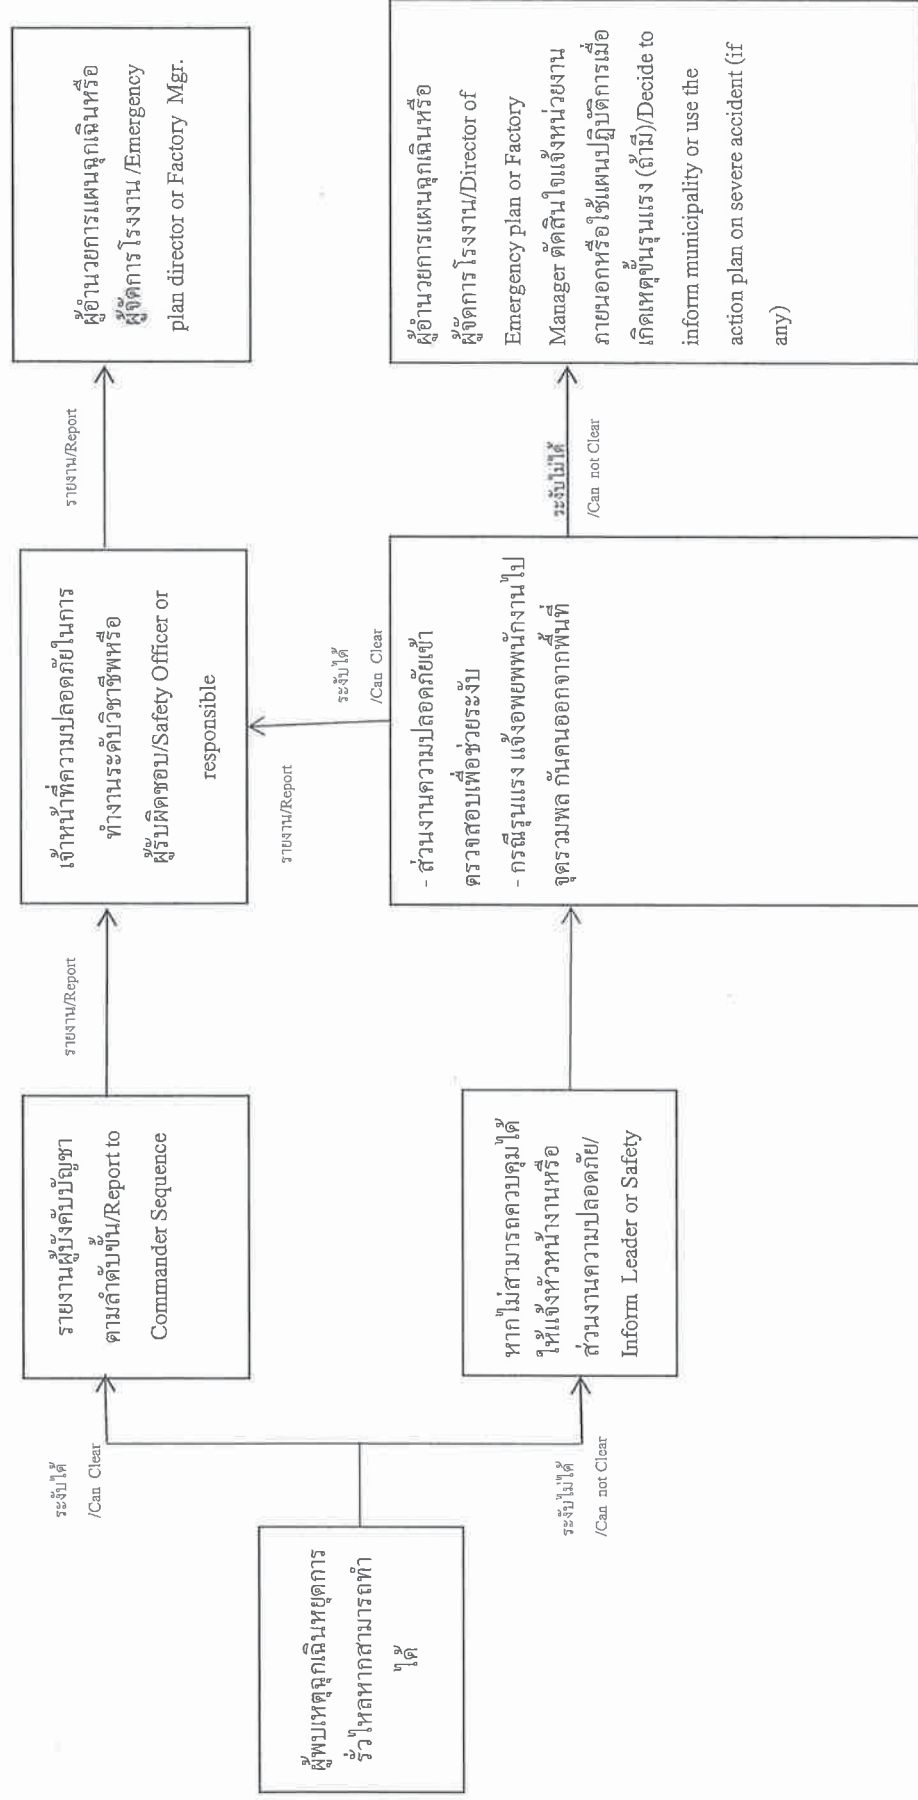 ผู้พบเหตุฉุกเฉินหยุดการ
รั่วไหลหากสามารถทำ
ได้
ระงับได้
/Can Clear
ระงับไม่ได้
/Can not Clear
รายงานผู้บังคับบัญชา
ตามลำดับขั้น/Report to
Commander Sequence
รายงาน/Report
เจ้าหน้าที่ความปลอดภัยในการ
ทำงานระดับวิชาชีพหรือ
ผู้รับผิดชอบ/Safety Officer or
responsible
รายงาน/Report
ผู้อำนวยการแผนฉุกเฉินหรือ
ผู้จัดการโรงงาน /Emergency
plan director or Factory Mgr.
หากไม่สามารถควบคุมได้
ให้แจ้งหัวหน้างานหรือ
ส่วนงานความปลอดภัย/
Inform Leader or Safety
รายงาน/Report
ระงับได้
/Can Clear
- ส่วนงานความปลอดภัยเข้า
ตรวจสอบเพื่อช่วยระงับ
- กรณีรุนแรง แจ้งอพยพพนักงานไป
จุดรวมพล กันคนออกจากพื้นที่
ระงับไม่ได้
/Can not Clear
ผู้อำนวยการแผนฉุกเฉินหรือ
ผู้จัดการโรงงาน/Director of
Emergency plan or Factory
Manager ตัดสินใจแจ้งหน่วยงาน
ภายนอกหรือใช้แผนปฏิบัติการเมื่อ
เกิดเหตุขั้นรุนแรง (ถ้ามี)/Decide to
inform municipality or use the
action plan on severe accident (if
any)